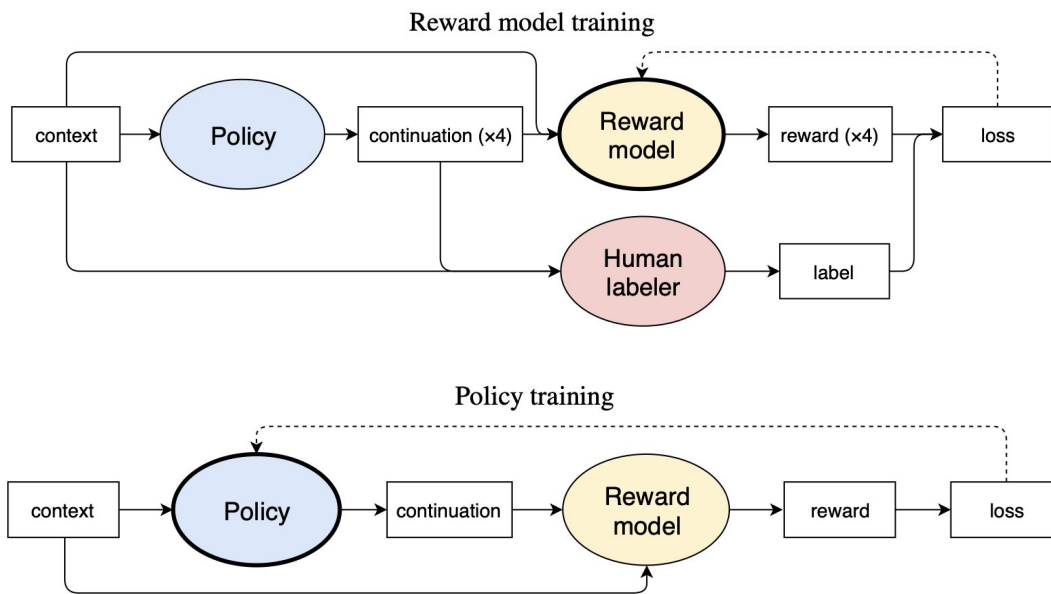 Reward model training
context
Policy
continuation (×4)
Reward
model
reward (×4)
loss
Human
labeler
label
Policy training
context
Policy
continuation
Reward
model
reward
loss